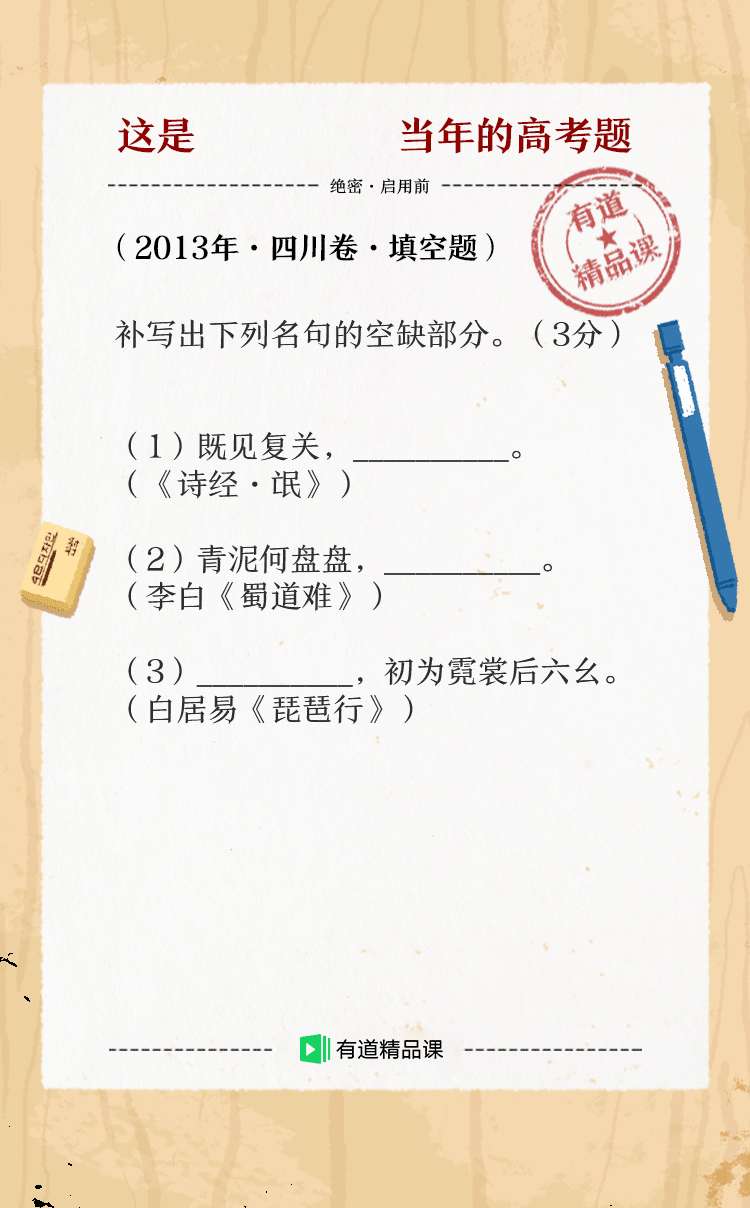 这是 当年的高考题
绝密·启用前
有道
精品课
(2013年·四川卷·填空题)
补写出下列名句的空缺部分。(3分)
(1)既见复关,__________。
(《诗经·氓》)
(2)青泥何盘盘,__________。
(李白《蜀道难》)
(3)__________,初为霓裳后六幺。
(白居易《琵琶行》)
有道精品课